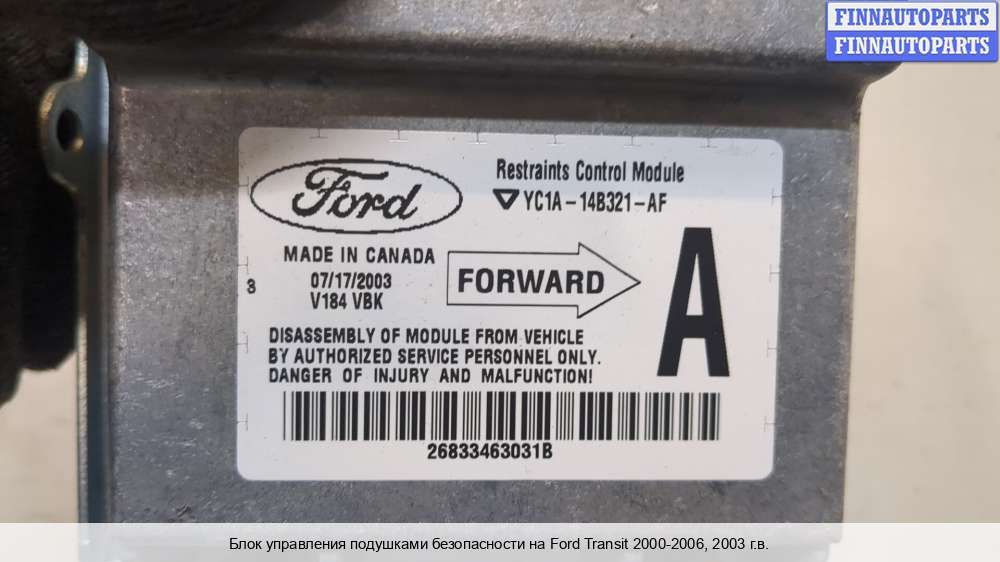 FINNAUTOPARTS
FINNAUTOPARTS
Ford
Restraints Control Module
YC1A-14B321-AF
MADE IN CANADA
07/17/2003
V184 VBK
3
FORWARD
A
DISASSEMBLY OF MODULE FROM VEHICLE
BY AUTHORIZED SERVICE PERSONNEL ONLY.
DANGER OF INJURY AND MALFUNCTION!
26833463031B
Блок управления подушками безопасности на Ford Transit 2000-2006, 2003 г.в.